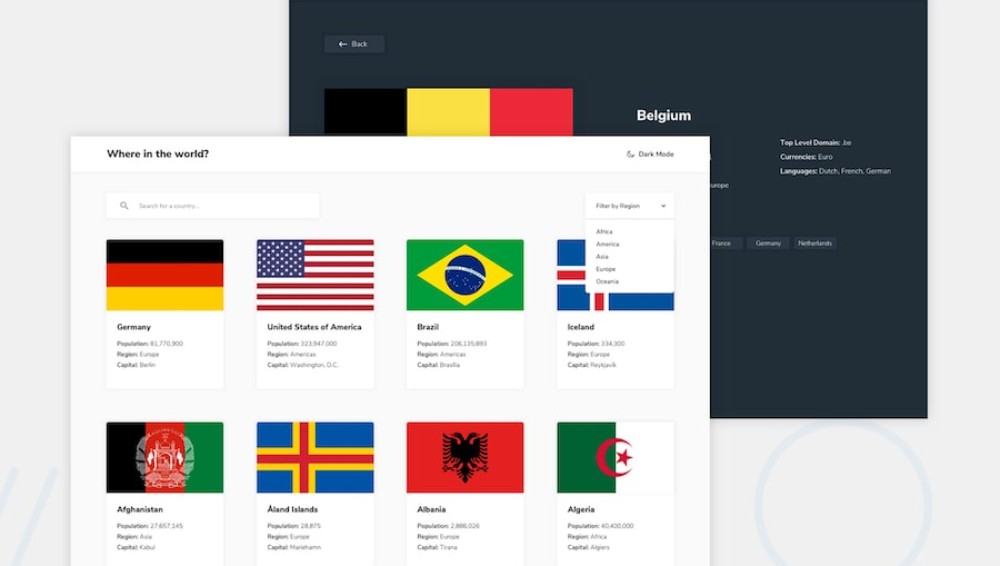 Back
Belgium
Top Level Domain: .be
Currencies: Euro
Languages: Dutch, French, German
France
Germany
Netherlands
Where in the world?
Dark Mode
Search for a country...
Filter by Region
Africa
America
Asia
Europe
Oceania
Germany
Population: 81,770,900
Region: Europe
Capital: Berlin
United States of America
Population: 323,947,000
Region: Americas
Capital: Washington, D.C.
Brazil
Population: 206,135,893
Region: Americas
Capital: Brasília
Iceland
Population: 334,300
Region: Europe
Capital: Reykjavík
Afghanistan
Population: 27,657,145
Region: Asia
Capital: Kabul
Åland Islands
Population: 28,875
Region: Europe
Capital: Mariehamn
Albania
Population: 2,886,026
Region: Europe
Capital: Tirana
Algeria
Population: 40,400,000
Region: Africa
Capital: Algiers